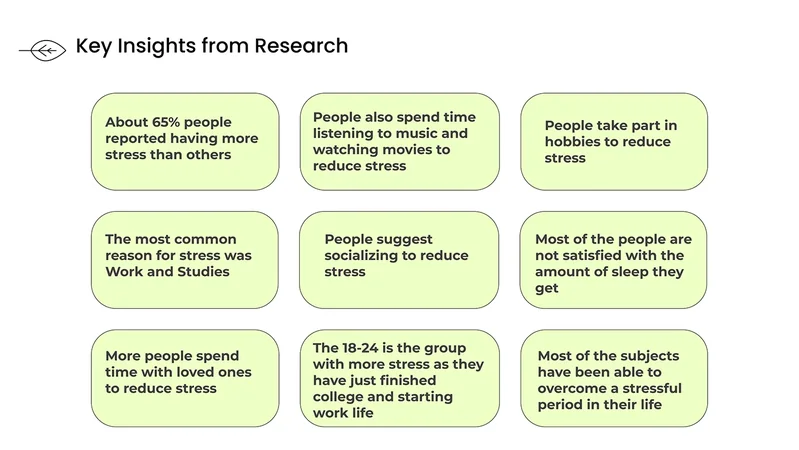 Key Insights from Research
About 65% people
reported having more
stress than others
People also spend time
listening to music and
watching movies to
reduce stress
People take part in
hobbies to reduce
stress
The most common
reason for stress was
Work and Studies
People suggest
socializing to reduce
stress
Most of the people are
not satisfied with the
amount of sleep they
get
More people spend
time with loved ones
to reduce stress
The 18-24 is the group
with more stress as they
have just finished
college and starting
work life
Most of the subjects
have been able to
overcome a stressful
period in their life